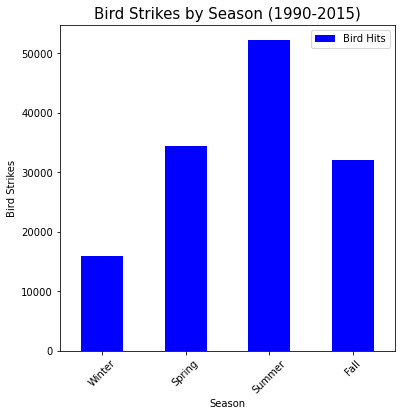 Bird Strikes by Season (1990-2015)
Bird Hits
50000
40000
30000
20000
10000
0
Bird Strikes
Winter
Spring
Summer
Fall
Season